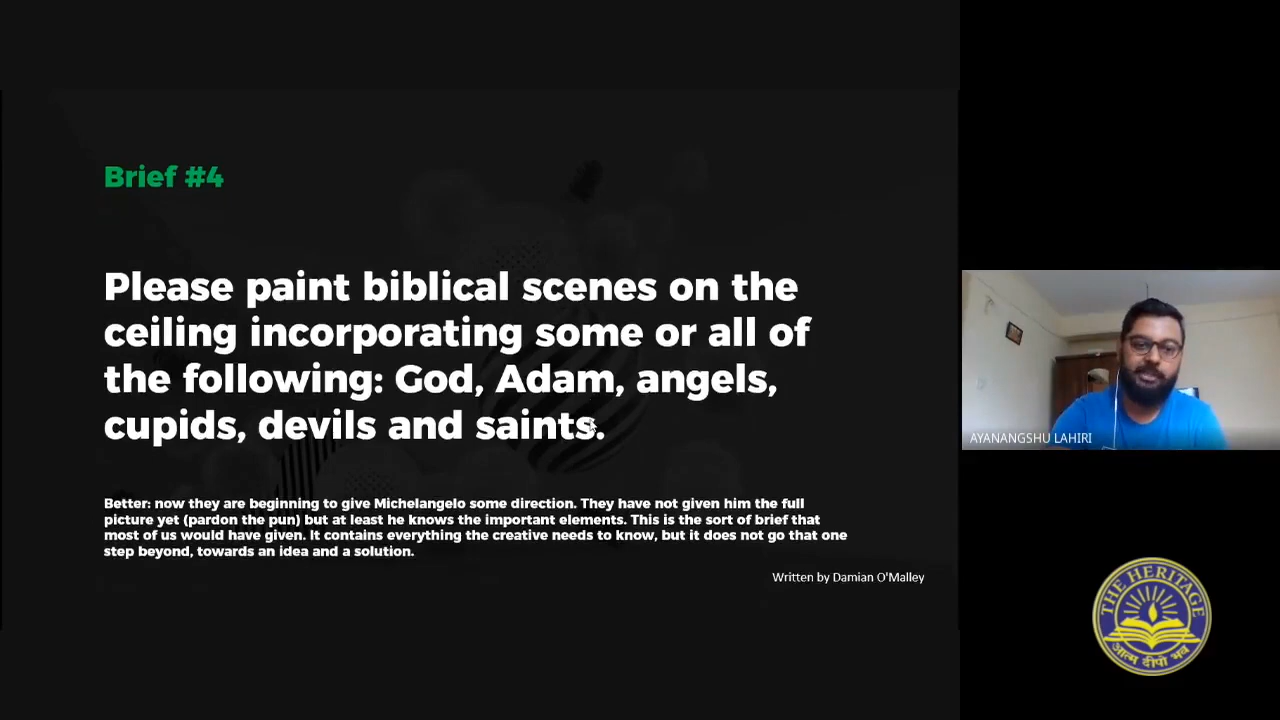 Brief #4
Please paint biblical scenes on the
ceiling incorporating some or all of
the following: God, Adam, angels,
cupids, devils and saints.
Better: now they are beginning to give Michelangelo some direction. They have not given him the full
picture yet (pardon the pun) but at least he knows the important elements. This is the sort of brief that
most of us would have given. It contains everything the creative needs to know, but it does not go that one
step beyond, towards an idea and a solution.
Written by Damian O'Malley
AYANANGSHU LAHIRI
THE HERITAGE
आत्म दीपो भव